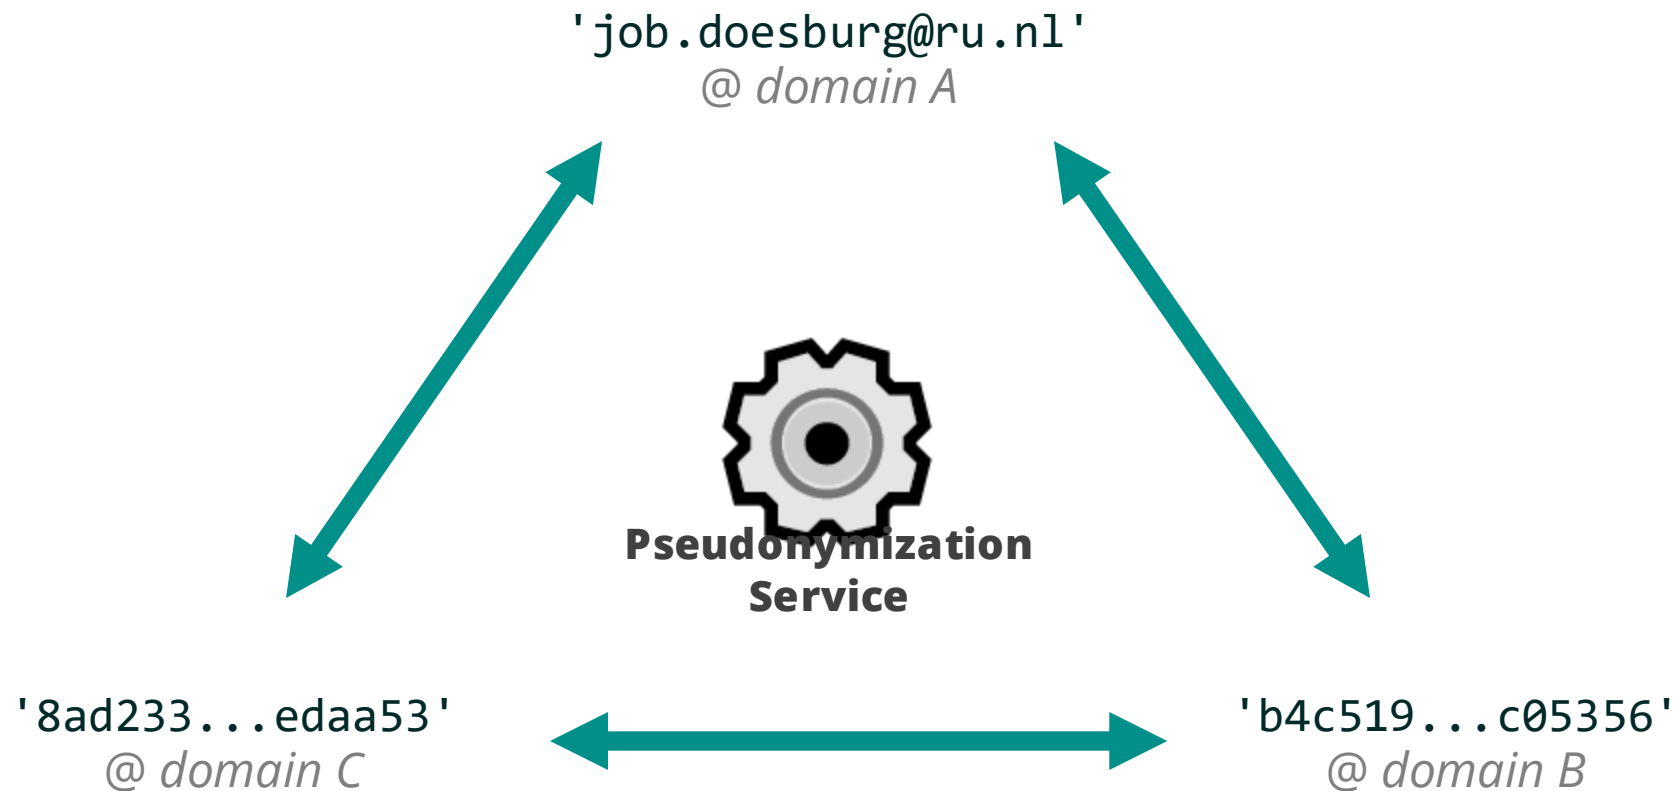 'job.doesburg@ru.nl'
@ domain A
Pseudonymization
Service
'8ad233...edaa53'
@ domain C
'b4c519...c05356'
@ domain B